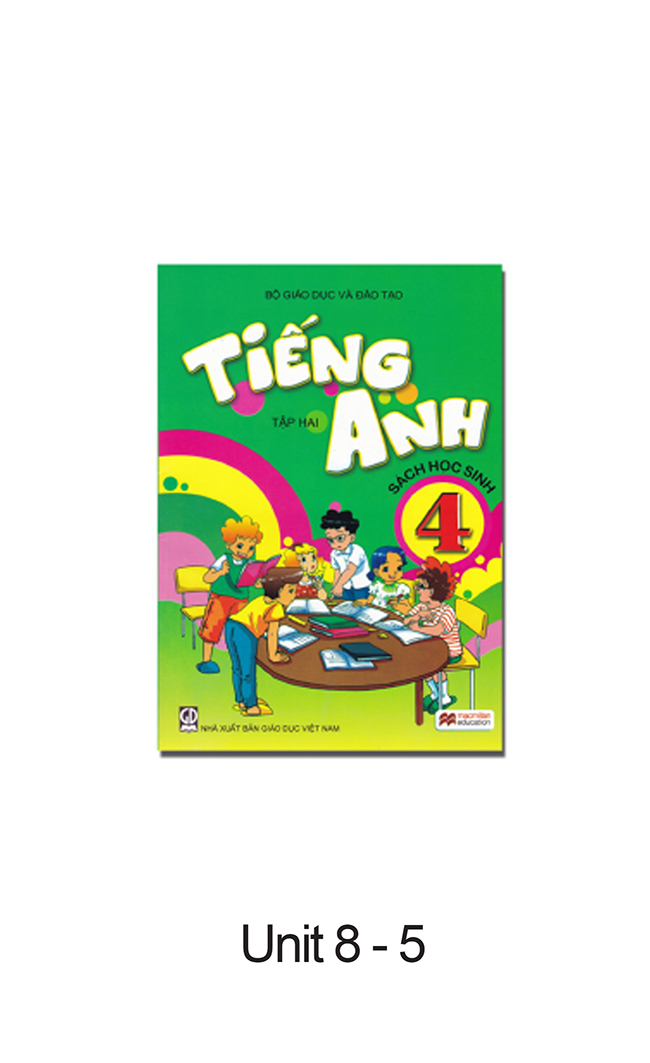 BỘ GIÁO DỤC VÀ ĐÀO TẠO
TiẾNG
TẬP HAI
ANH
SÁCH HỌC SINH
4
GD
NHÀ XUẤT BẢN GIÁO DỤC VIỆT NAM
macmillan
education
Unit 8 - 5